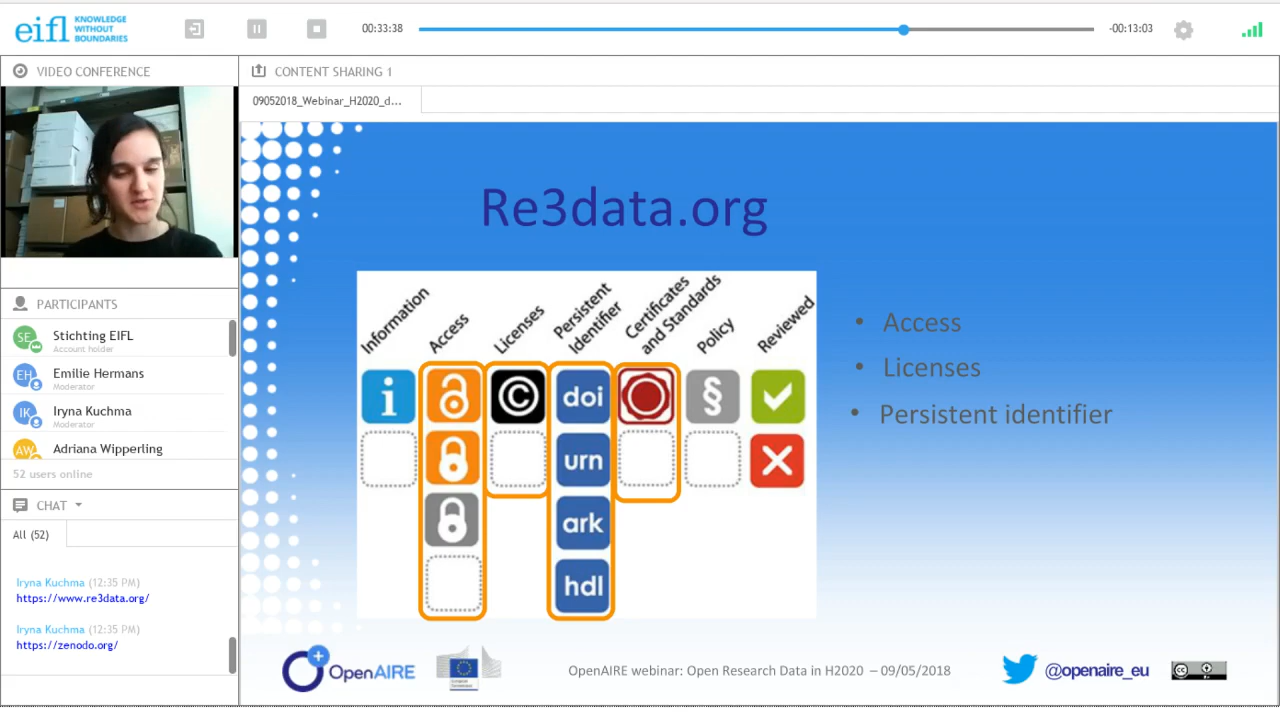 eifl KNOWLEDGE
WITHOUT
BOUNDARIES
00:33:38
-00:13:03
VIDEO CONFERENCE
CONTENT SHARING 1
09052018_Webinar_H2020_d...
Re3data.org
Information
Access
Licenses
Persistent
Identifier
Certificates
and Standards
Policy
Reviewed
i
©
doi
§
urn
ark
hdl
• Access
• Licenses
• Persistent identifier
PARTICIPANTS
SE
Stichting EIFL
Account holder
EH
Emilie Hermans
Moderator
IK
Iryna Kuchma
Moderator
AW
Adriana Wipperling
52 users online
CHAT
All (52)
Iryna Kuchma (12:35 PM)
https://www.re3data.org/
Iryna Kuchma (12:35 PM)
https://zenodo.org/
OpenAIRE
OpenAIRE webinar: Open Research Data in H2020 – 09/05/2018
@openaire_eu